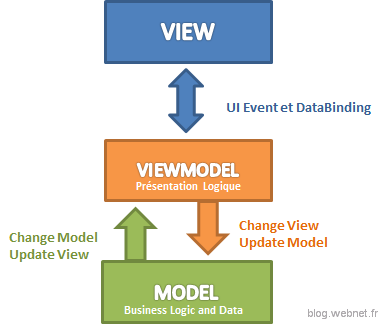 VIEW
UI Event et DataBinding
VIEWMODEL
Présentation Logique
Change Model
Update View
Change View
Update Model
MODEL
Business Logic and Data
blog.webnet.fr